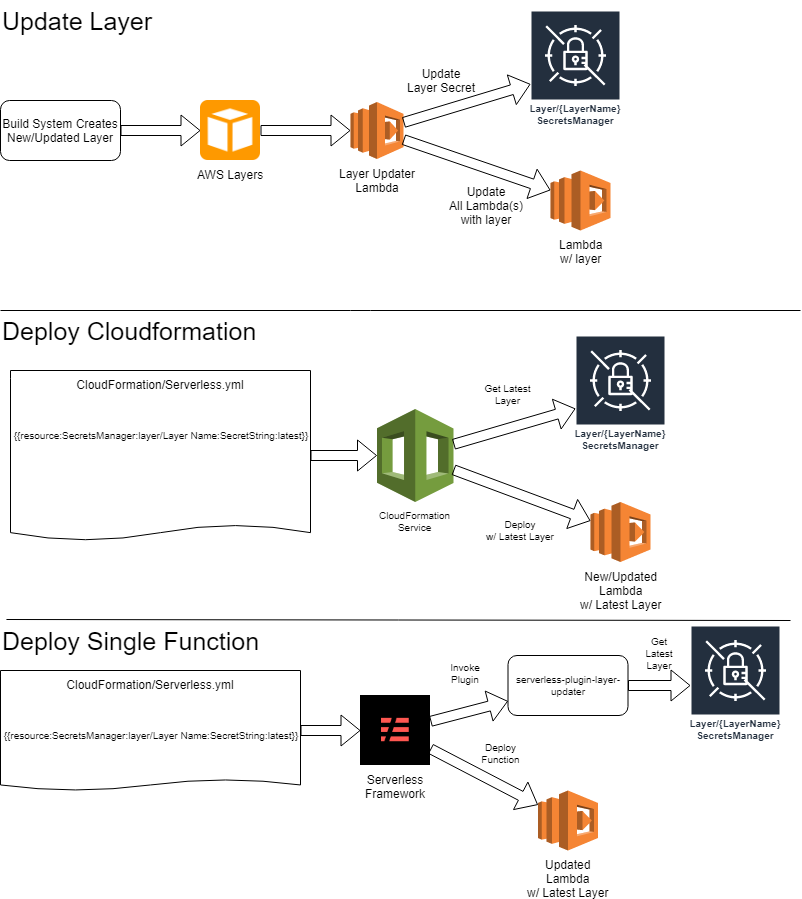 Update Layer
Update
Layer Secret
Layer/{LayerName}
SecretsManager
Build System Creates
New/Updated Layer
AWS Layers
Layer Updater
Lambda
Update
All Lambda(s)
with layer
Lambda
w/ layer
Deploy Cloudformation
CloudFormation/Serverless.yml
{{resource:SecretsManager:layer/Layer Name:SecretString:latest}}
Get Latest
Layer
Layer/{LayerName}
SecretsManager
CloudFormation
Service
Deploy
w/ Latest Layer
New/Updated
Lambda
w/ Latest Layer
Deploy Single Function
CloudFormation/Serverless.yml
{{resource:SecretsManager:layer/Layer Name:SecretString:latest}}
Invoke
Plugin
serverless-plugin-layer-
updater
Get
Latest
Layer
Layer/{LayerName}
SecretsManager
Serverless
Framework
Deploy
Function
Updated
Lambda
w/ Latest Layer